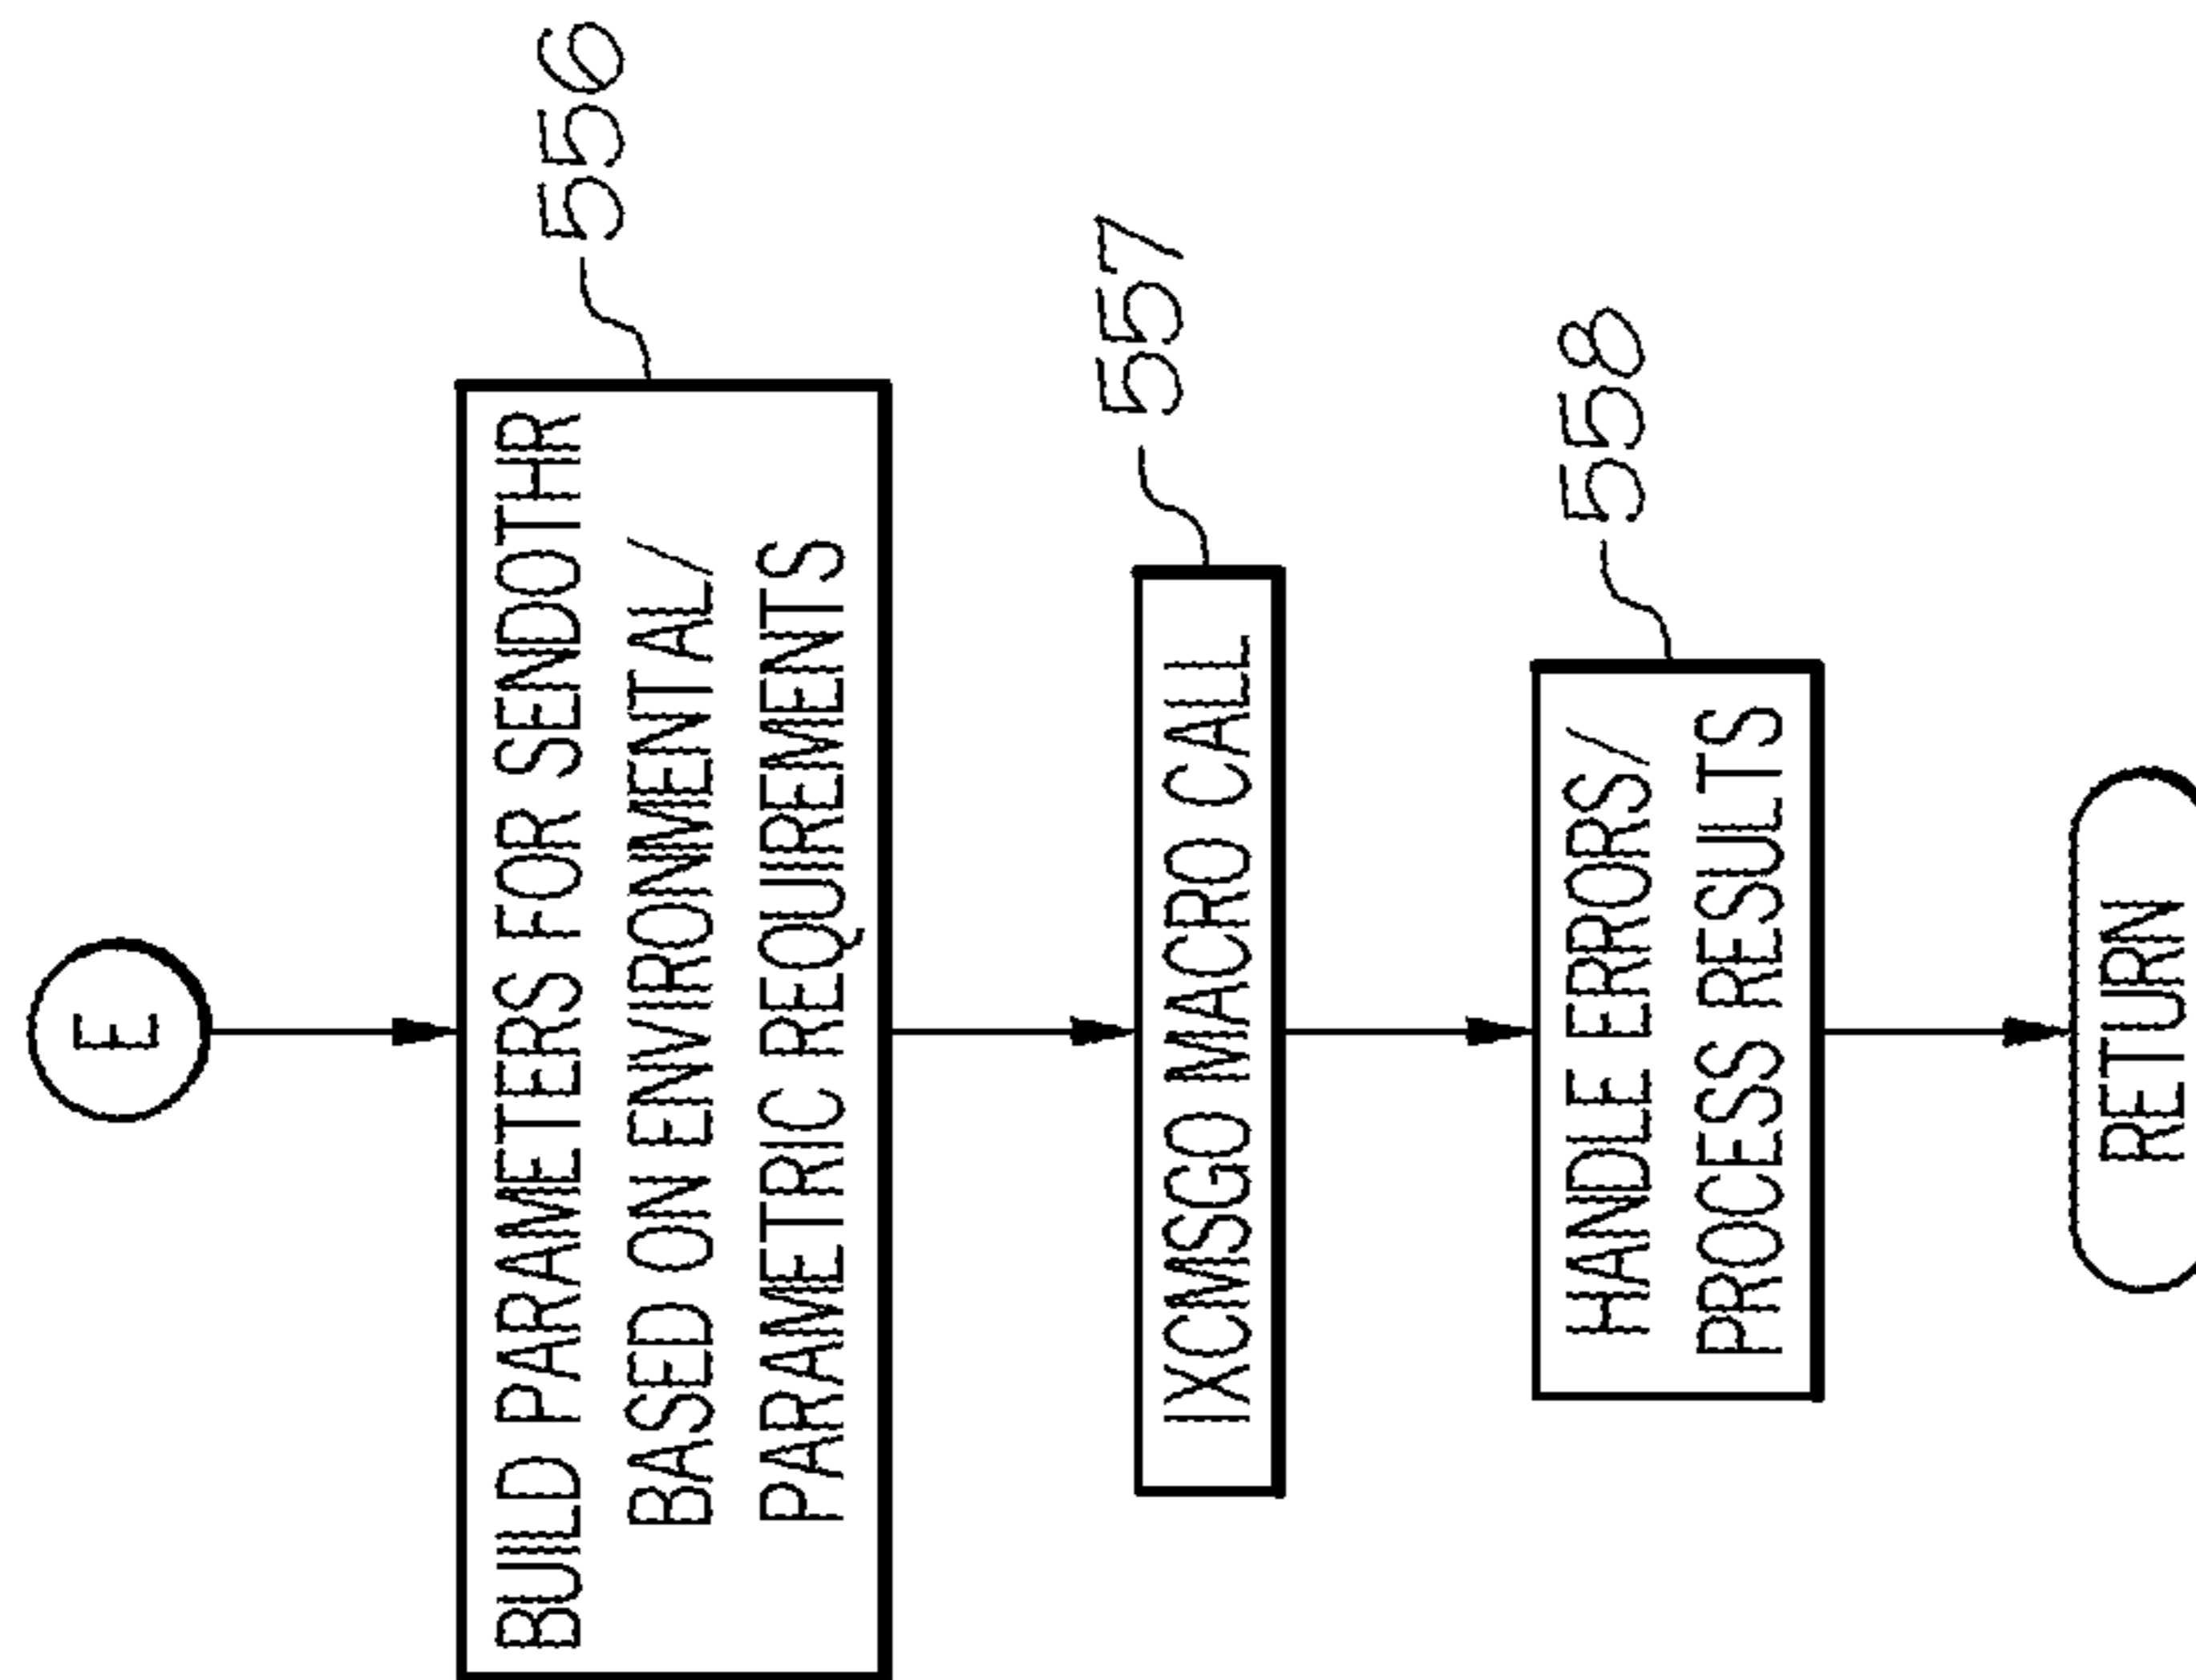 E
BUILD PARAMETERS FOR SENDOTHR
BASED ON ENVIRONMENTAL/
PARAMETRIC REQUIREMENTS
556
IXCMSGO MACRO CALL
557
HANDLE ERRORS/
PROCESS RESULTS
558
RETURN